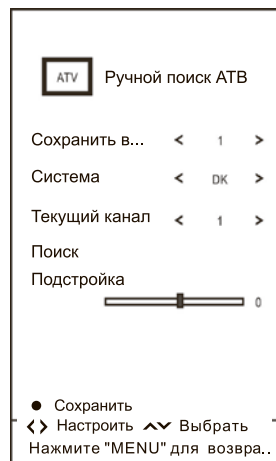 ATV Ручной поиск АТВ
Сохранить в... < 1 >
Система < DK >
Текущий канал < 1 >
Поиск
Подстройка
0
● Сохранить
Настроить Выбрать
Нажмите "MENU" для возвра..